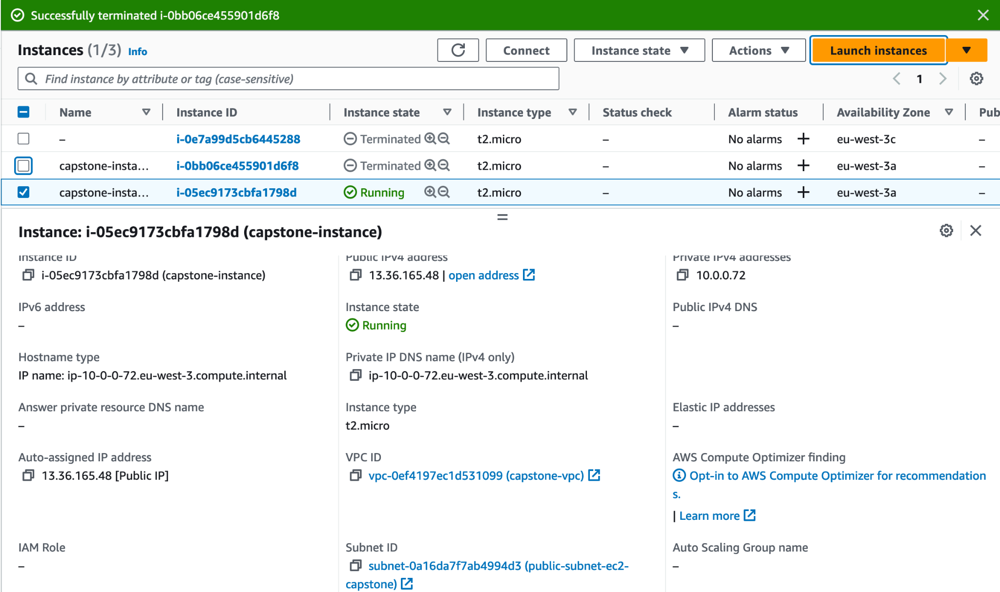 Successfully terminated i-0bb06ce455901d6f8
Instances (1/3) Info
Connect
Instance state
Actions
Launch instances
Find instance by attribute or tag (case-sensitive)
1
Name Instance ID Instance state Instance type Status check Alarm status Availability Zone Pub
– i-0e7a99d5cb6445288 Terminated t2.micro – No alarms + eu-west-3c –
capstone-insta... i-0bb06ce455901d6f8 Terminated t2.micro – No alarms + eu-west-3a –
capstone-insta... i-05ec9173cbfa1798d Running t2.micro – No alarms + eu-west-3a –
Instance: i-05ec9173cbfa1798d (capstone-instance)
Instance ID
i-05ec9173cbfa1798d (capstone-instance)
Public IPv4 address
13.36.165.48 | open address
Private IPv4 addresses
10.0.0.72
IPv6 address
–
Instance state
Running
Public IPv4 DNS
–
Hostname type
IP name: ip-10-0-0-72.eu-west-3.compute.internal
Private IP DNS name (IPv4 only)
ip-10-0-0-72.eu-west-3.compute.internal
Answer private resource DNS name
–
Instance type
t2.micro
Elastic IP addresses
–
Auto-assigned IP address
13.36.165.48 [Public IP]
VPC ID
vpc-0ef4197ec1d531099 (capstone-vpc)
AWS Compute Optimizer finding
Opt-in to AWS Compute Optimizer for recommendation
s.
| Learn more
IAM Role
–
Subnet ID
subnet-0a16da7f7ab4994d3 (public-subnet-ec2-
capstone)
Auto Scaling Group name
–